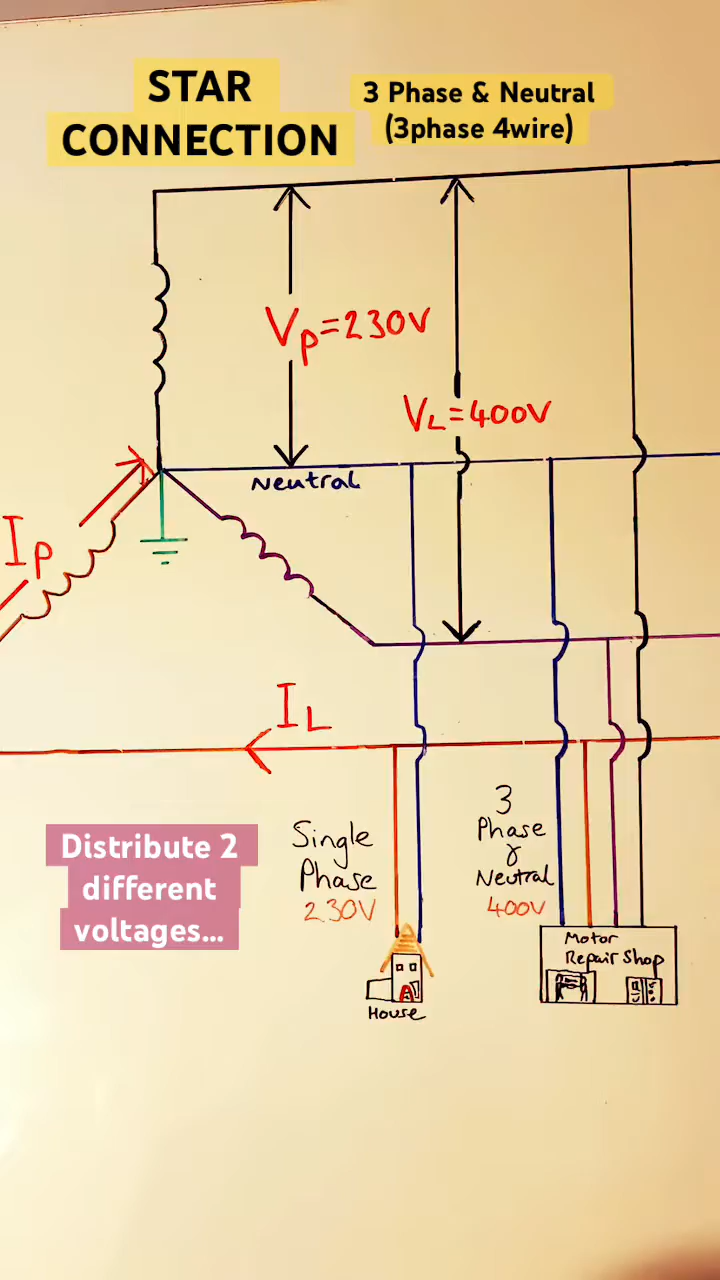 STAR
CONNECTION
3 Phase & Neutral
(3phase 4wire)
Vp=230V
VL=400V
Neutral
Ip
IL
Distribute 2
different
voltages...
Single
Phase
230V
3
Phase
&
Neutral
400V
Motor
Repair Shop
House